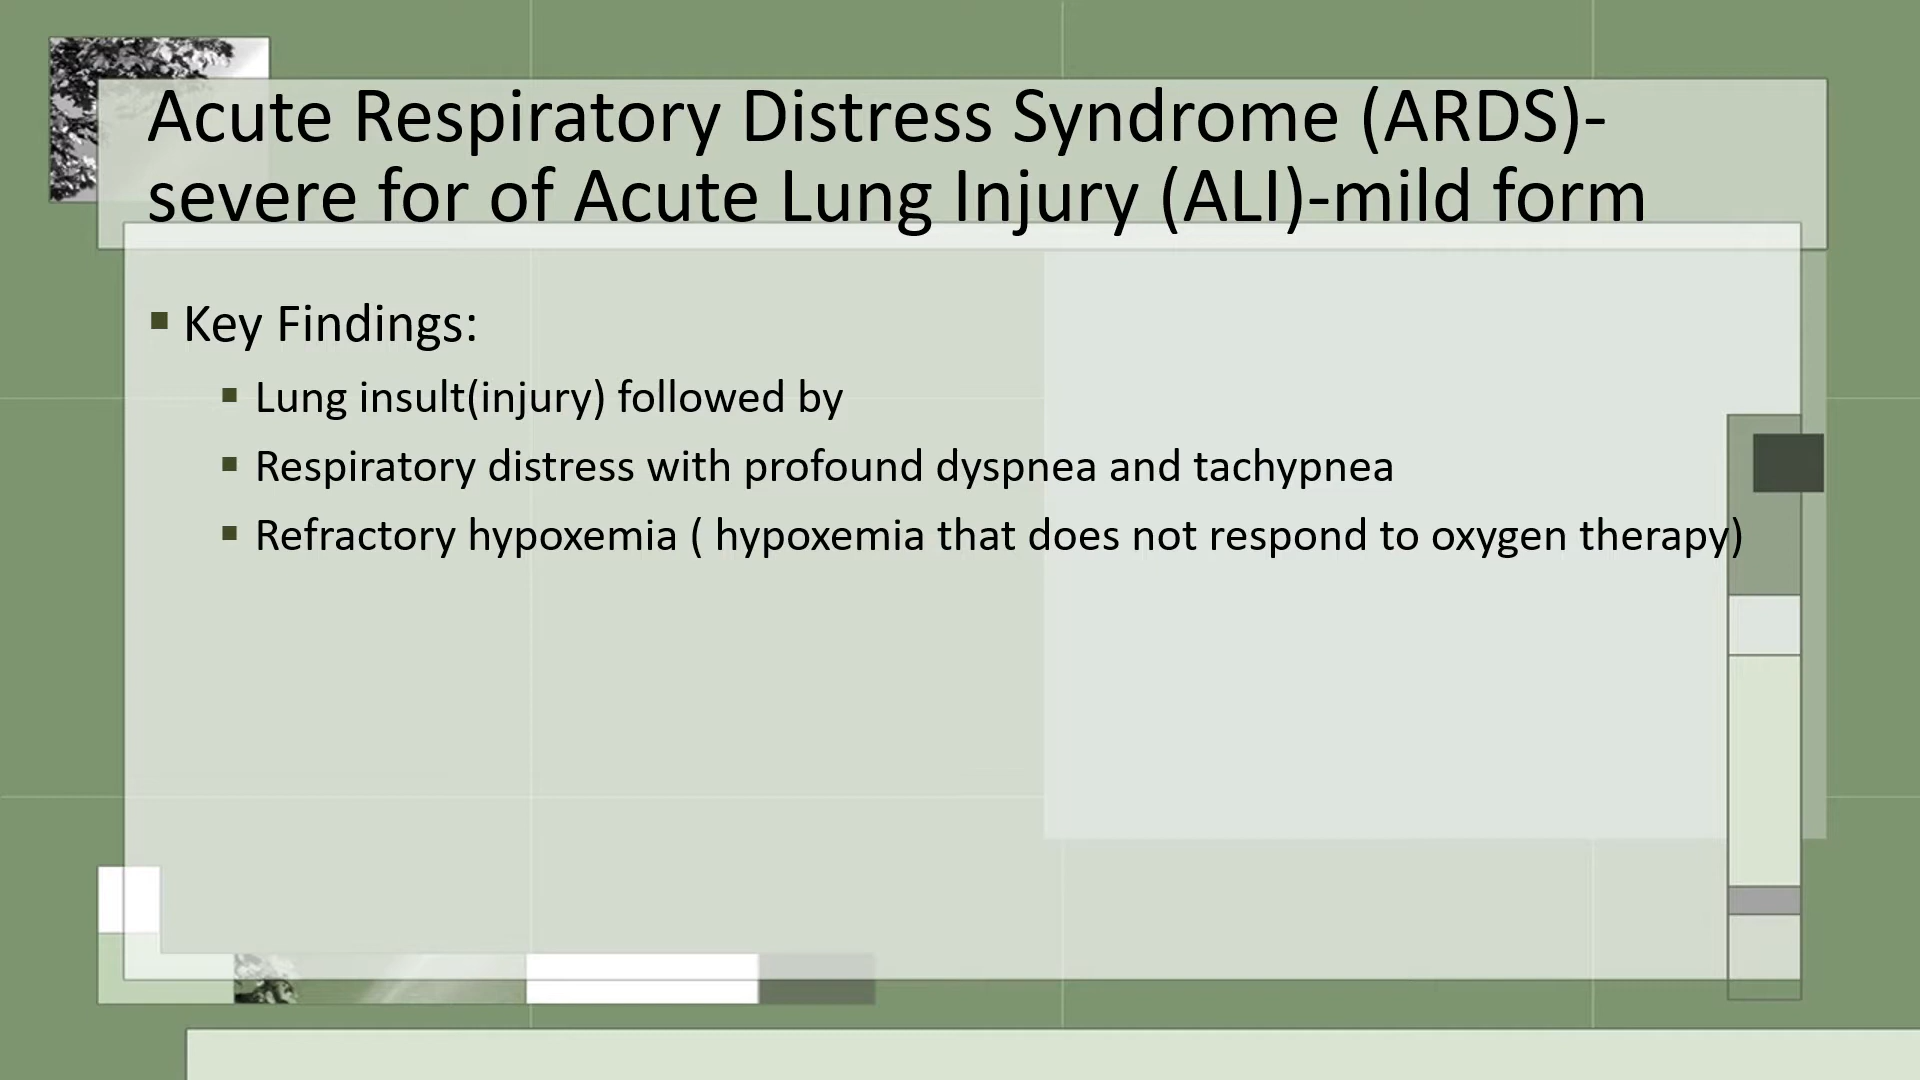 Acute Respiratory Distress Syndrome (ARDS)-
severe for of Acute Lung Injury (ALI)-mild form
Key Findings:
Lung insult(injury) followed by
Respiratory distress with profound dyspnea and tachypnea
Refractory hypoxemia ( hypoxemia that does not respond to oxygen therapy)